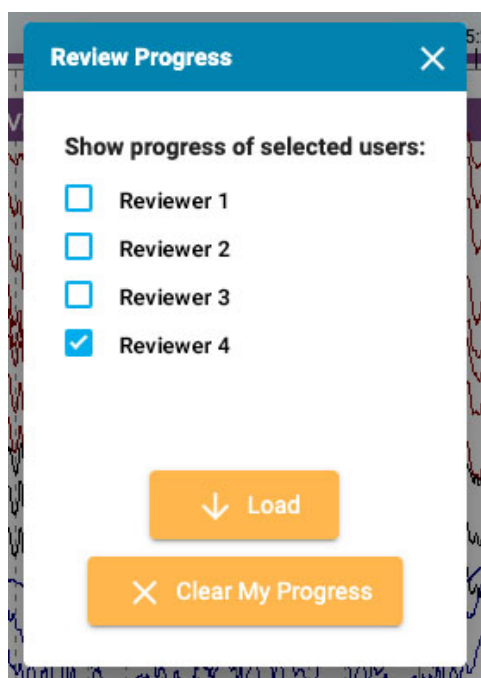 Review Progress
Show progress of selected users:
Reviewer 1
Reviewer 2
Reviewer 3
Reviewer 4
Load
Clear My Progress